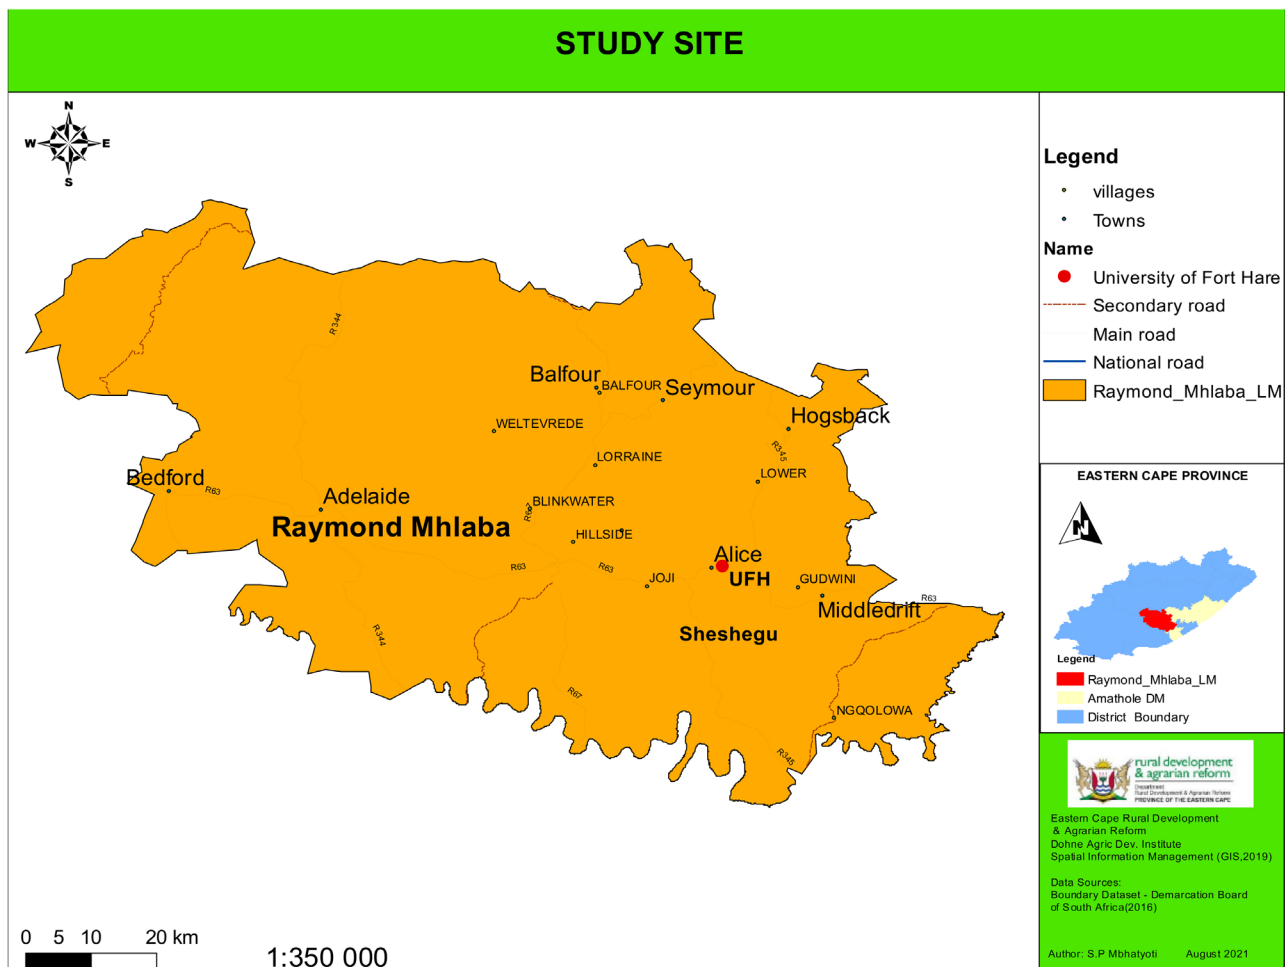 STUDY SITE
N
W
E
S
R344
Balfour
BALFOUR
Seymour
WELTEVREDE
Hogsback
R345
LORRAINE
LOWER
Bedford
R63
Adelaide
BLINKWATER
Raymond Mhlaba
R67
HILLSIDE
Alice
R63
R63
JOJI
UFH
GUDWINI
Middledrift
R63
Sheshegu
R344
R67
NGQOLOWA
R345
0 5 10 20 km
1:350 000
Legend
villages
Towns
Name
University of Fort Hare
Secondary road
Main road
National road
Raymond_Mhlaba_LM
EASTERN CAPE PROVINCE
N
Legend
Raymond_Mhlaba_LM
Amathole DM
District Boundary
rural development
& agrarian reform
Department
Rural Development & Agrarian Reform
PROVINCE OF THE EASTERN CAPE
Eastern Cape Rural Development
& Agrarian Reform
Dohne Agric Dev. Institute
Spatial Information Management (GIS,2019)
Data Sources:
Boundary Dataset - Demarcation Board
of South Africa(2016)
Author: S.P Mbhatyoti August 2021